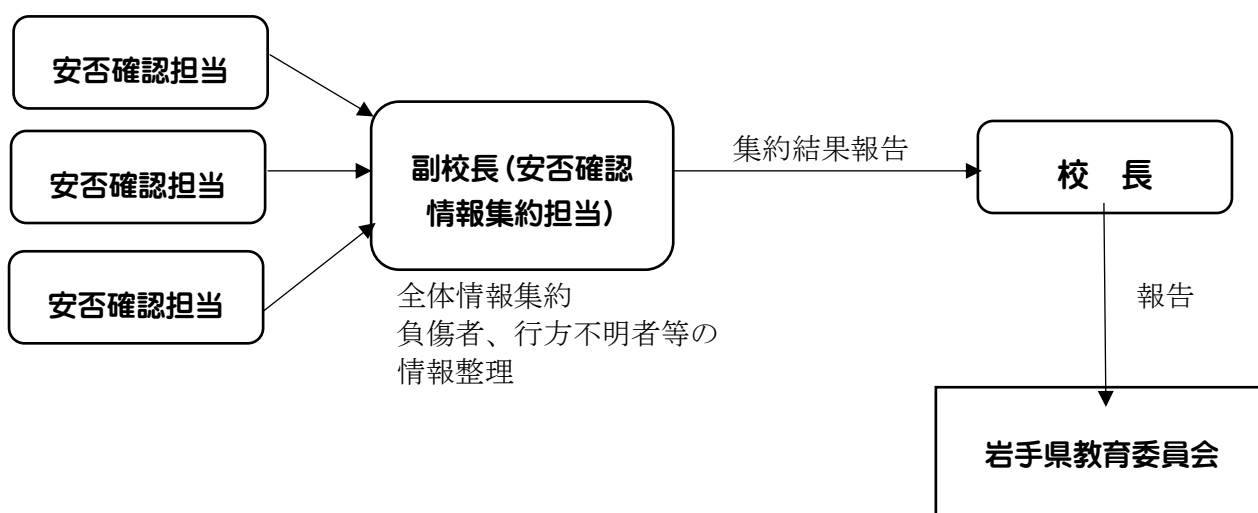 安否確認担当
安否確認担当
安否確認担当
副校長（安否確認
情報集約担当）
全体情報集約
負傷者、行方不明者等の
情報整理
集約結果報告
校　長
報告
岩手県教育委員会